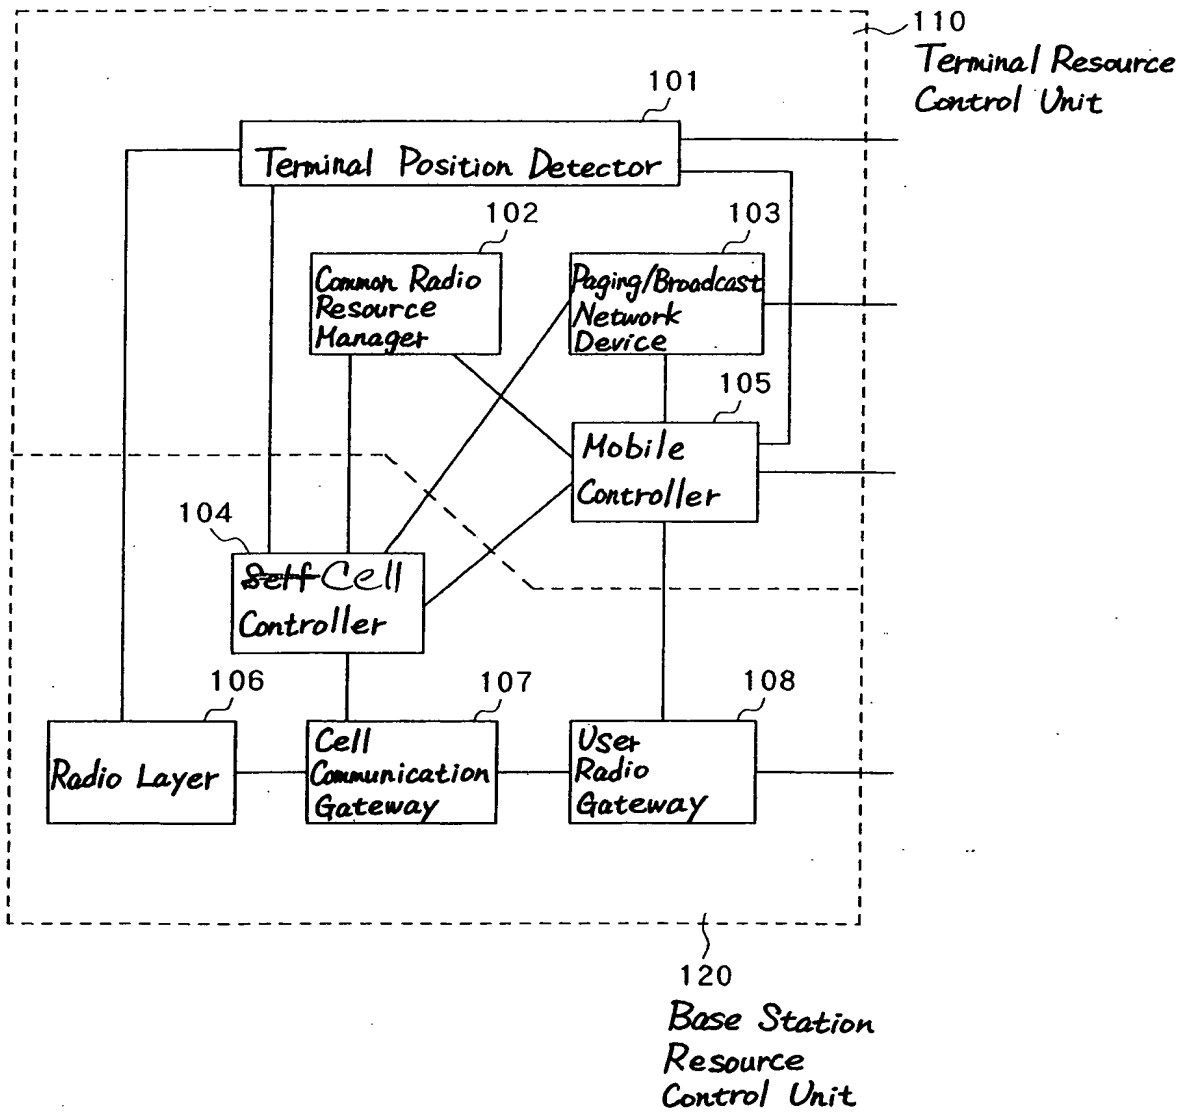 110
Terminal Resource
Control Unit
101
Terminal Position Detector
102
Common Radio
Resource
Manager
103
Paging/Broadcast
Network
Device
105
Mobile
Controller
104
Self Cell
Controller
106
Radio Layer
107
Cell
Communication
Gateway
108
User
Radio
Gateway
120
Base Station
Resource
Control Unit